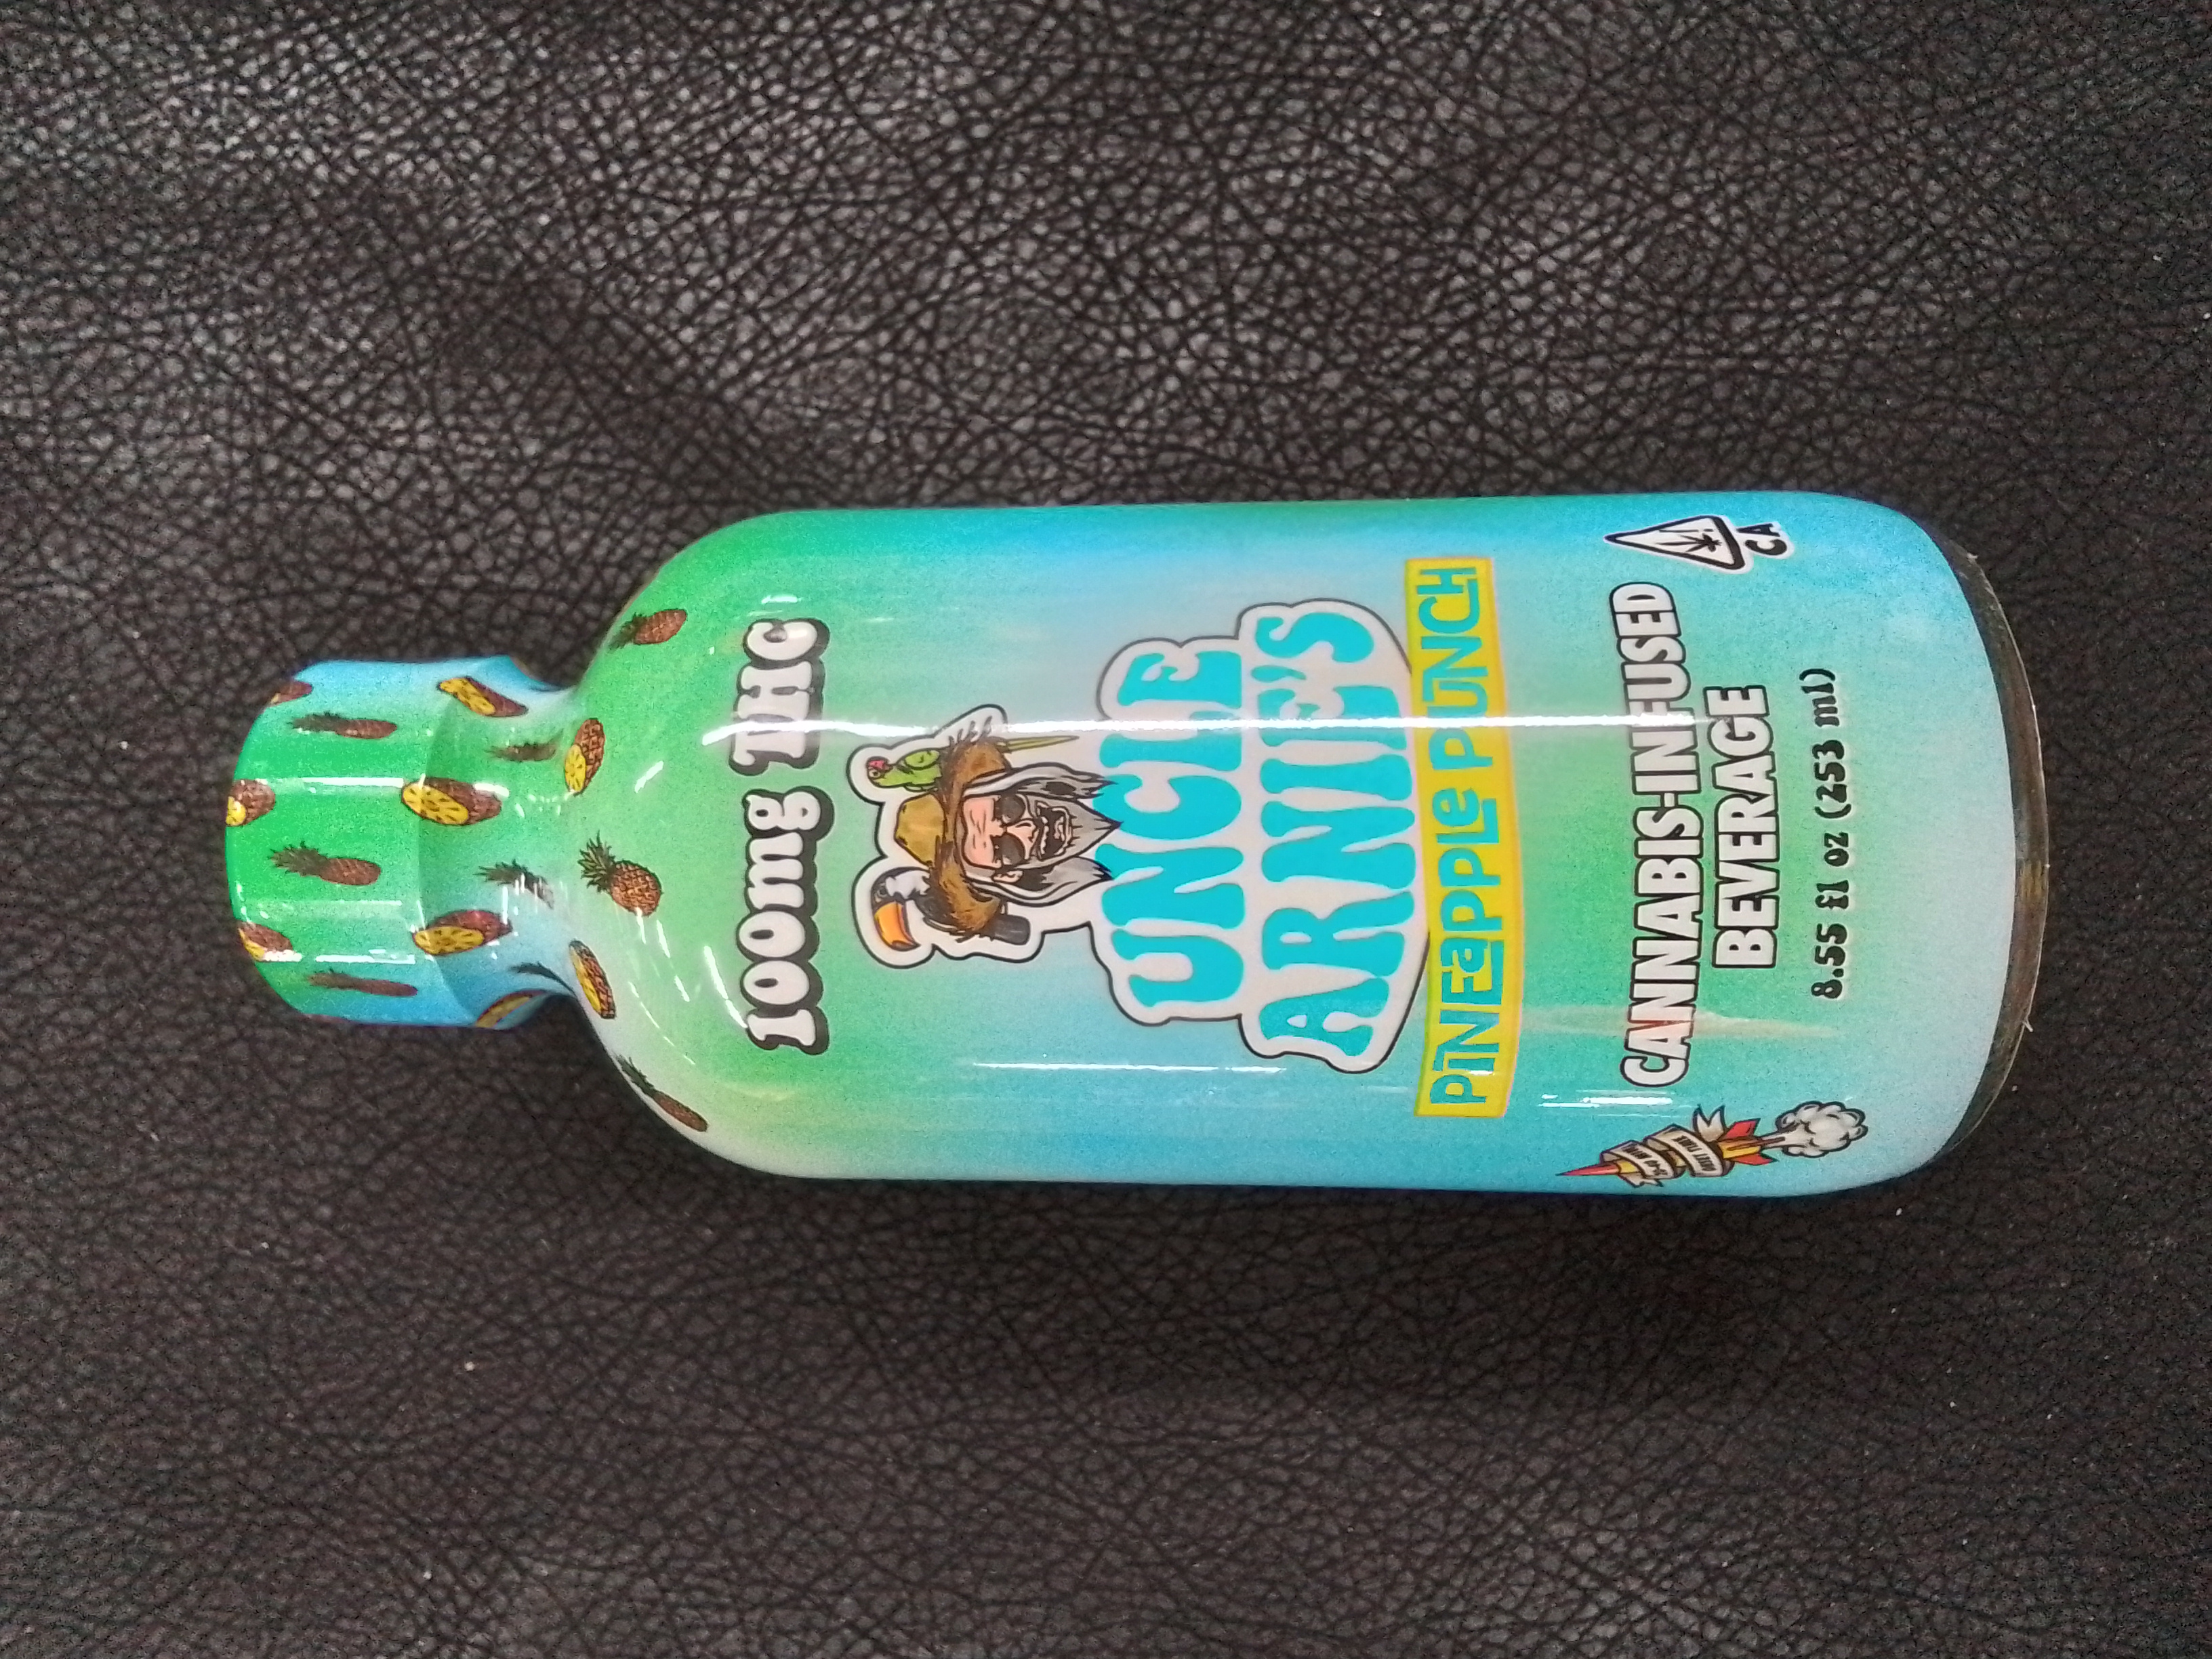 100mg THC
UNCLE
ARNIE'S
PINEAPPLE PUNCH
CANNABIS-INFUSED
BEVERAGE
8.55 fl oz (253 ml)
CA